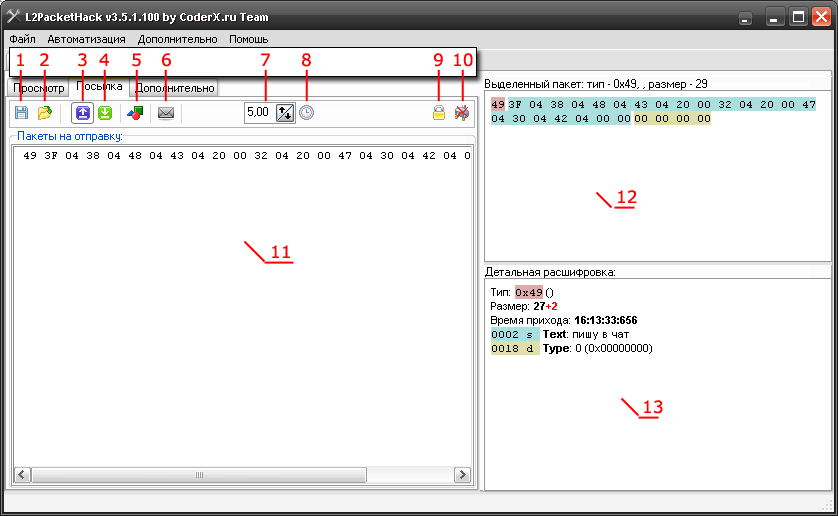 L2PacketHack v3.5.1.100 by CoderX.ru Team
Файл Автоматизация Дополнительно Помошь
1 2 3 4 5 6 7 8 9 10
Просмотр Посылка Дополнительно
5,00
Пакеты на отправку:
49 3F 04 38 04 48 04 43 04 20 00 32 04 20 00 47 04 30 04 42 04 0
11
Выделенный пакет: тип - 0x49, , размер - 29
49 3F 04 38 04 48 04 43 04 20 00 32 04 20 00 47
04 30 04 42 04 00 00 00 00 00 00
12
Детальная расшифровка:
Тип: 0x49 ()
Размер: 27+2
Время прихода: 16:13:33:656
0002 s Text: пишу в чат
0018 d Type: 0 (0x00000000)
13